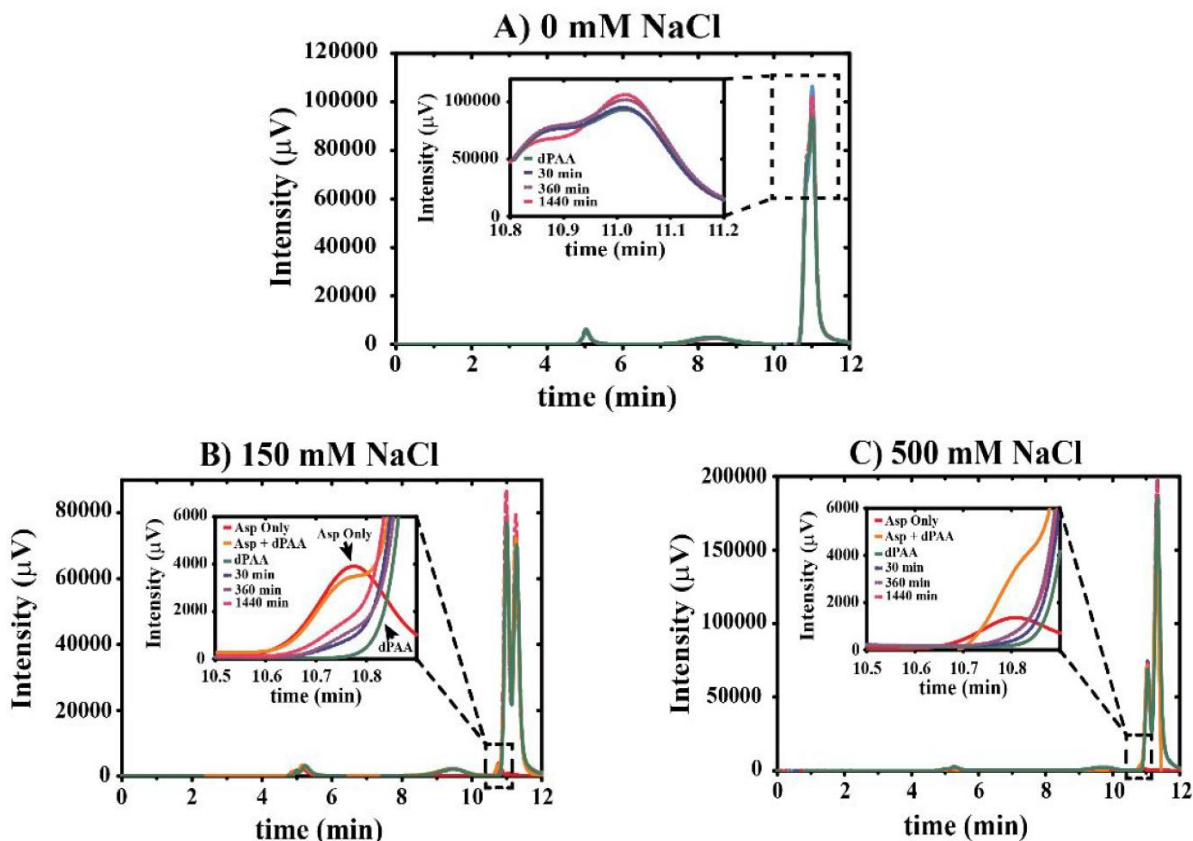 A) 0 mM NaCl
Intensity (μV)
120000
100000
80000
60000
40000
20000
0
0 2 4 6 8 10 12
time (min)
Intensity (μV)
100000
50000
0
dPAA
30 min
360 min
1440 min
10.8 10.9 11.0 11.1 11.2
time (min)
B) 150 mM NaCl
Intensity (μV)
80000
60000
40000
20000
0
0 2 4 6 8 10 12
time (min)
Intensity (μV)
6000
4000
2000
0
Asp Only
Asp + dPAA
dPAA
30 min
360 min
1440 min
Asp Only
dPAA
10.5 10.6 10.7 10.8
time (min)
C) 500 mM NaCl
Intensity (μV)
200000
150000
100000
50000
0
0 2 4 6 8 10 12
time (min)
Intensity (μV)
6000
4000
2000
0
Asp Only
Asp + dPAA
dPAA
30 min
360 min
1440 min
10.5 10.6 10.7 10.8
time (min)